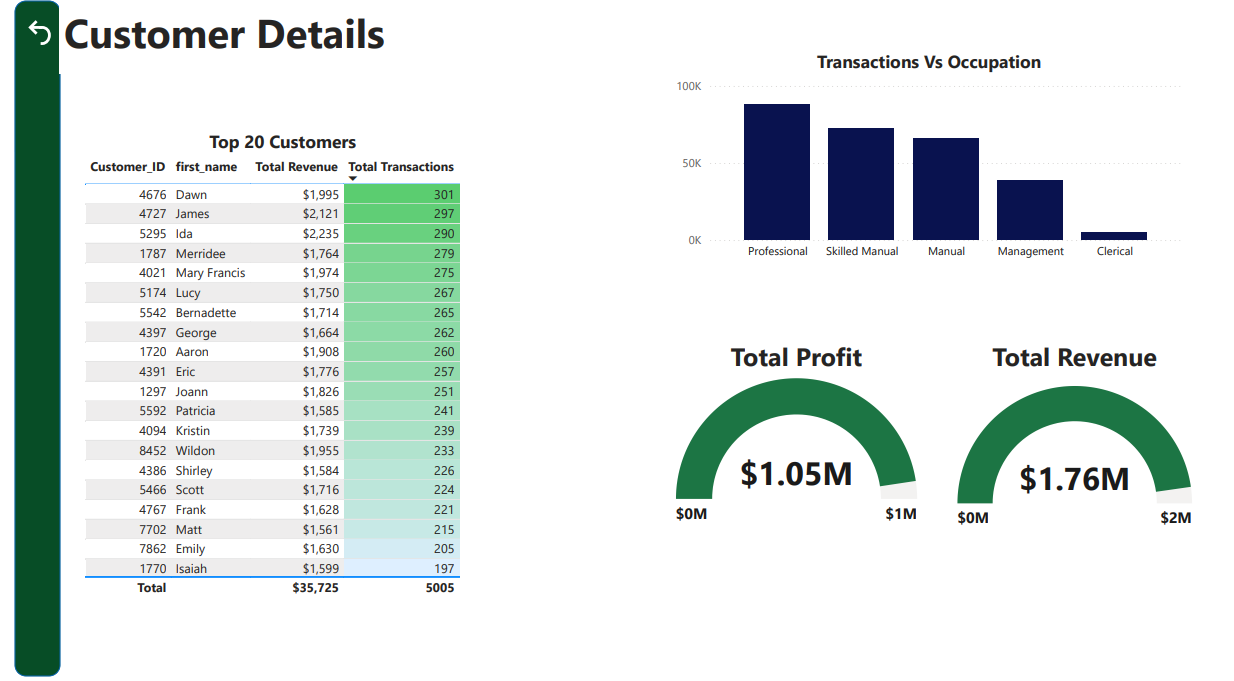 Customer Details
Top 20 Customers
Customer_ID first_name Total Revenue Total Transactions
4676 Dawn $1,995 301
4727 James $2,121 297
5295 Ida $2,235 290
1787 Merridee $1,764 279
4021 Mary Francis $1,974 275
5174 Lucy $1,750 267
5542 Bernadette $1,714 265
4397 George $1,664 262
1720 Aaron $1,908 260
4391 Eric $1,776 257
1297 Joann $1,826 251
5592 Patricia $1,585 241
4094 Kristin $1,739 239
8452 Wildon $1,955 233
4386 Shirley $1,584 226
5466 Scott $1,716 224
4767 Frank $1,628 221
7702 Matt $1,561 215
7862 Emily $1,630 205
1770 Isaiah $1,599 197
Total $35,725 5005
Transactions Vs Occupation
100K
50K
0K
Professional Skilled Manual Manual Management Clerical
Total Profit
$1.05M
$0M $1M
Total Revenue
$1.76M
$0M $2M